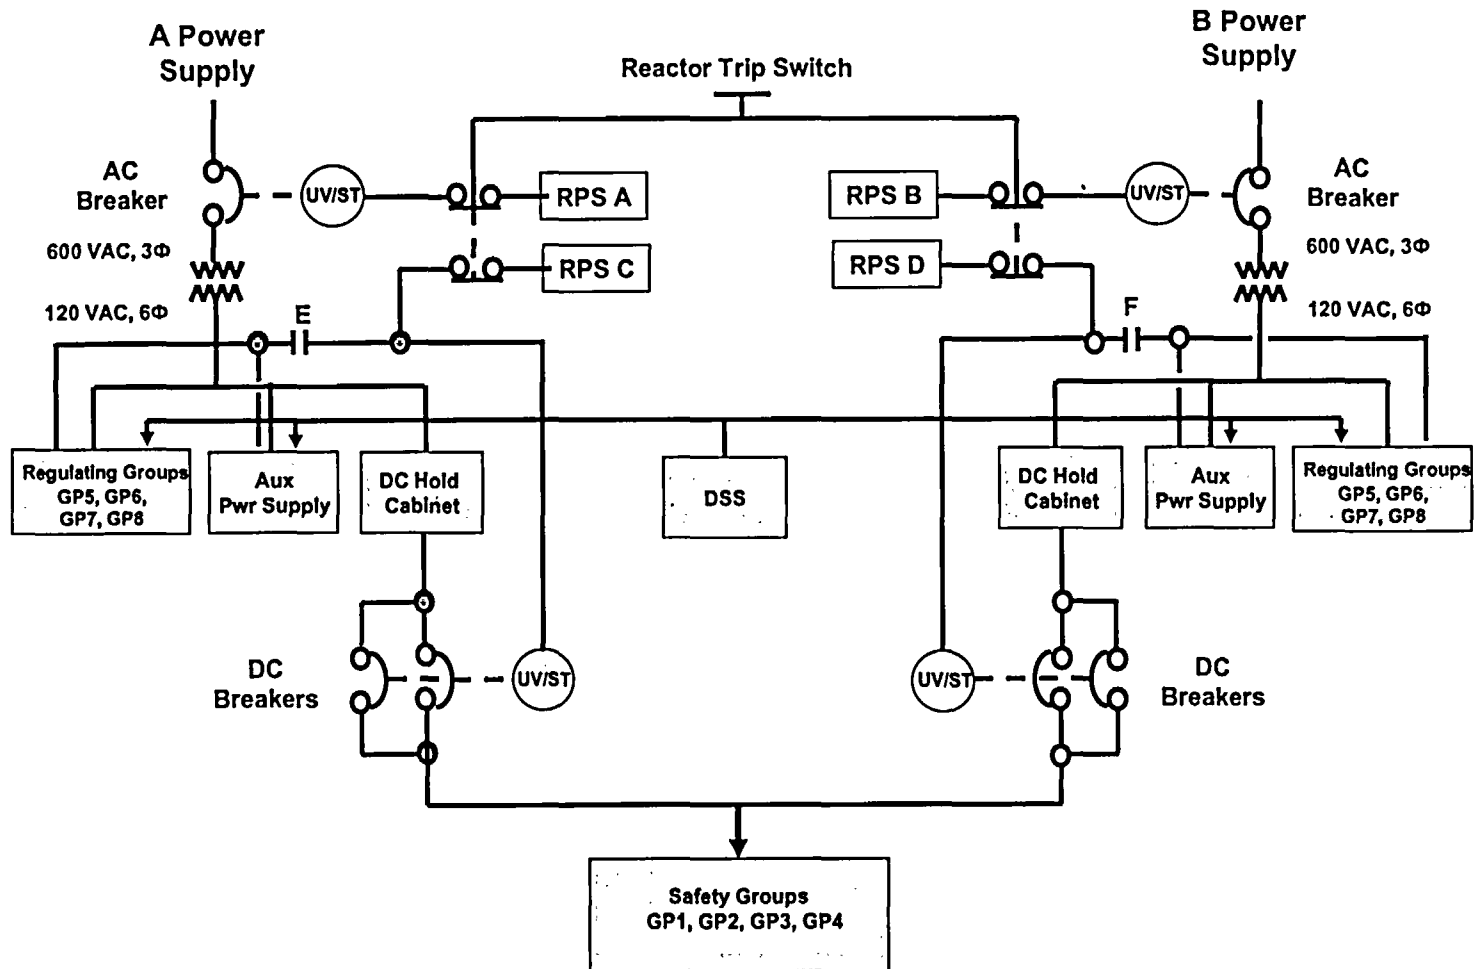 A Power
Supply
B Power
Supply
Reactor Trip Switch
AC
Breaker
UV/ST
RPS A
RPS B
UV/ST
AC
Breaker
600 VAC, 3Φ
RPS C
RPS D
600 VAC, 3Φ
120 VAC, 6Φ
E
F
120 VAC, 6Φ
Regulating Groups
GP5, GP6,
GP7, GP8
Aux
Pwr Supply
DC Hold
Cabinet
DSS
DC Hold
Cabinet
Aux
Pwr Supply
Regulating Groups
GP5, GP6,
GP7, GP8
DC
Breakers
UV/ST
UV/ST
DC
Breakers
Safety Groups
GP1, GP2, GP3, GP4